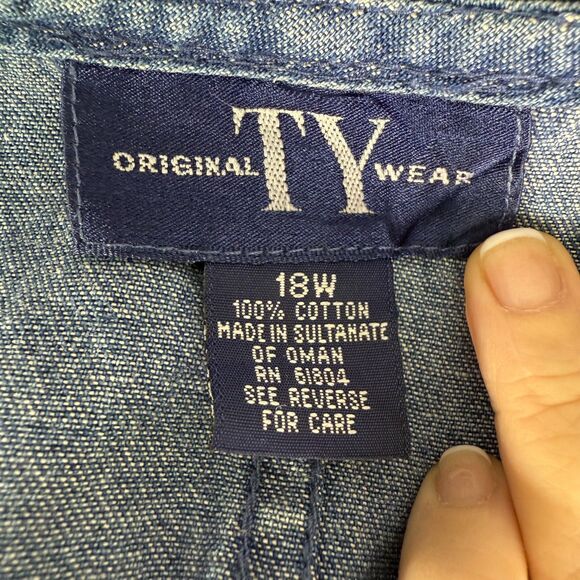 ORIGINAL TY WEAR
18W
100% COTTON
MADE IN SULTANATE
OF OMAN
RN 61804
SEE REVERSE
FOR CARE